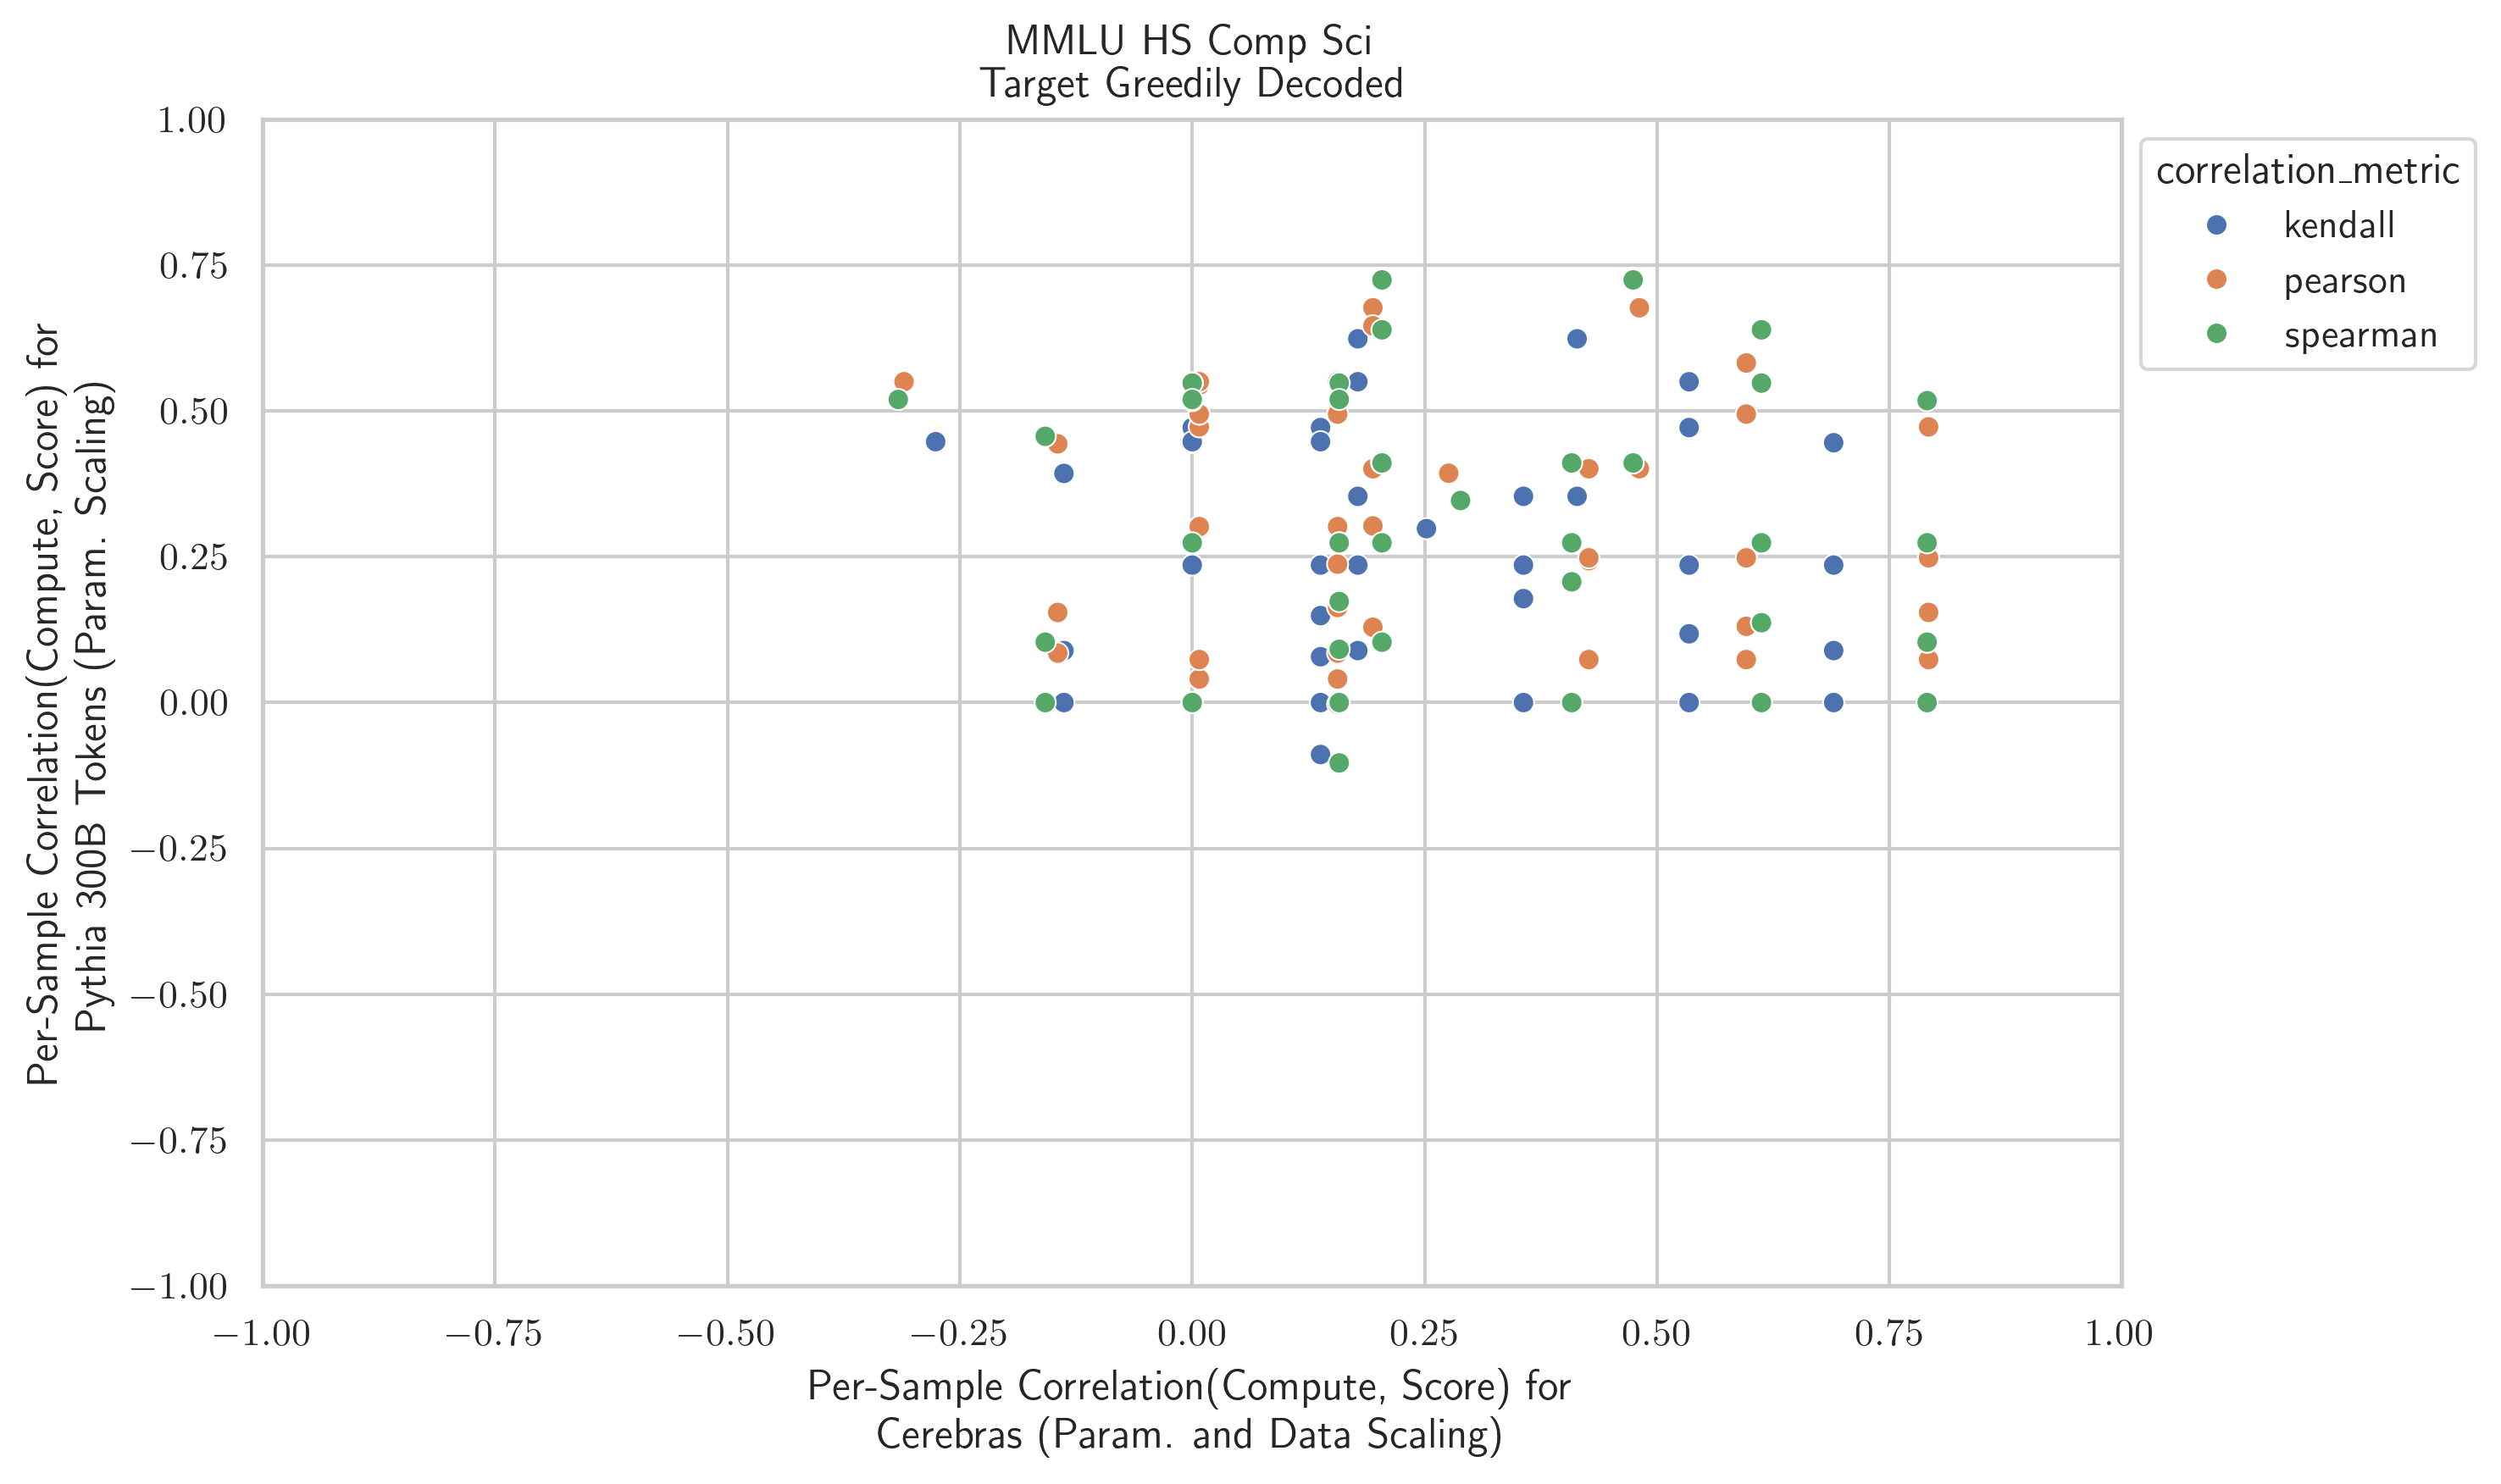 MMLU HS Comp Sci
Target Greedily Decoded
Per-Sample Correlation(Compute, Score) for
Pythia 300B Tokens (Param. Scaling)
1.00
0.75
0.50
0.25
0.00
−0.25
−0.50
−0.75
−1.00
−1.00 −0.75 −0.50 −0.25 0.00 0.25 0.50 0.75 1.00
Per-Sample Correlation(Compute, Score) for
Cerebras (Param. and Data Scaling)
correlation_metric
kendall
pearson
spearman